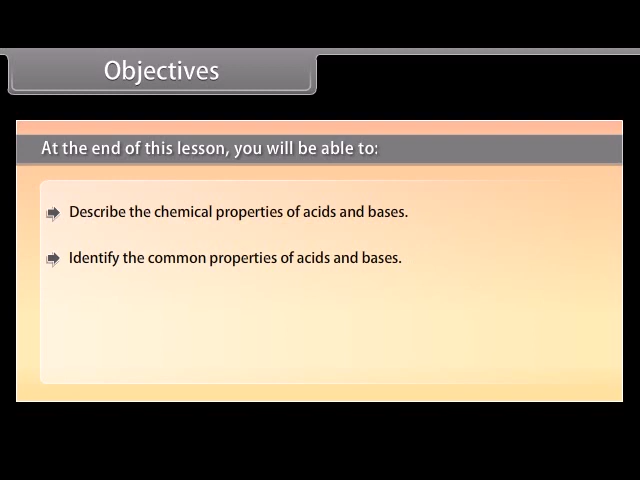 Objectives
At the end of this lesson, you will be able to:
Describe the chemical properties of acids and bases.
Identify the common properties of acids and bases.